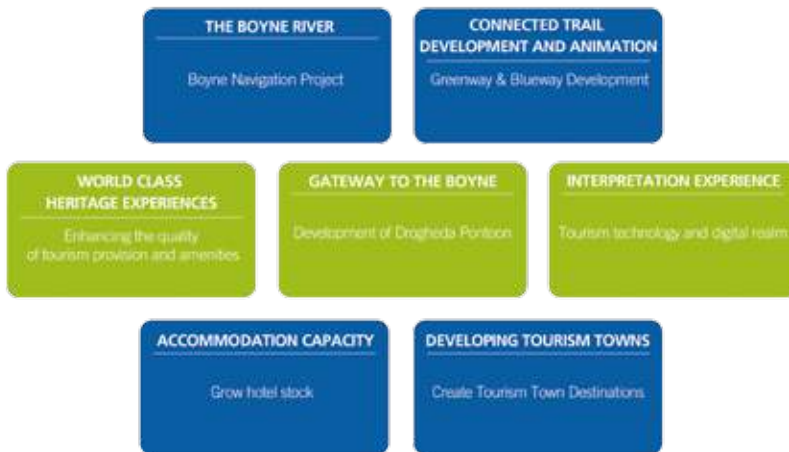 THE BOYNE RIVER
Boyne Navigation Project
CONNECTED TRAIL
DEVELOPMENT AND ANIMATION
Greenway & Blueway Development
WORLD CLASS
HERITAGE EXPERIENCES
Enhancing the quality
of tourism provision and amenities
GATEWAY TO THE BOYNE
Development of Drogheda Pontoon
INTERPRETATION EXPERIENCE
Tourism technology and digital realm
ACCOMMODATION CAPACITY
Grow hotel stock
DEVELOPING TOURISM TOWNS
Create Tourism Town Destinations